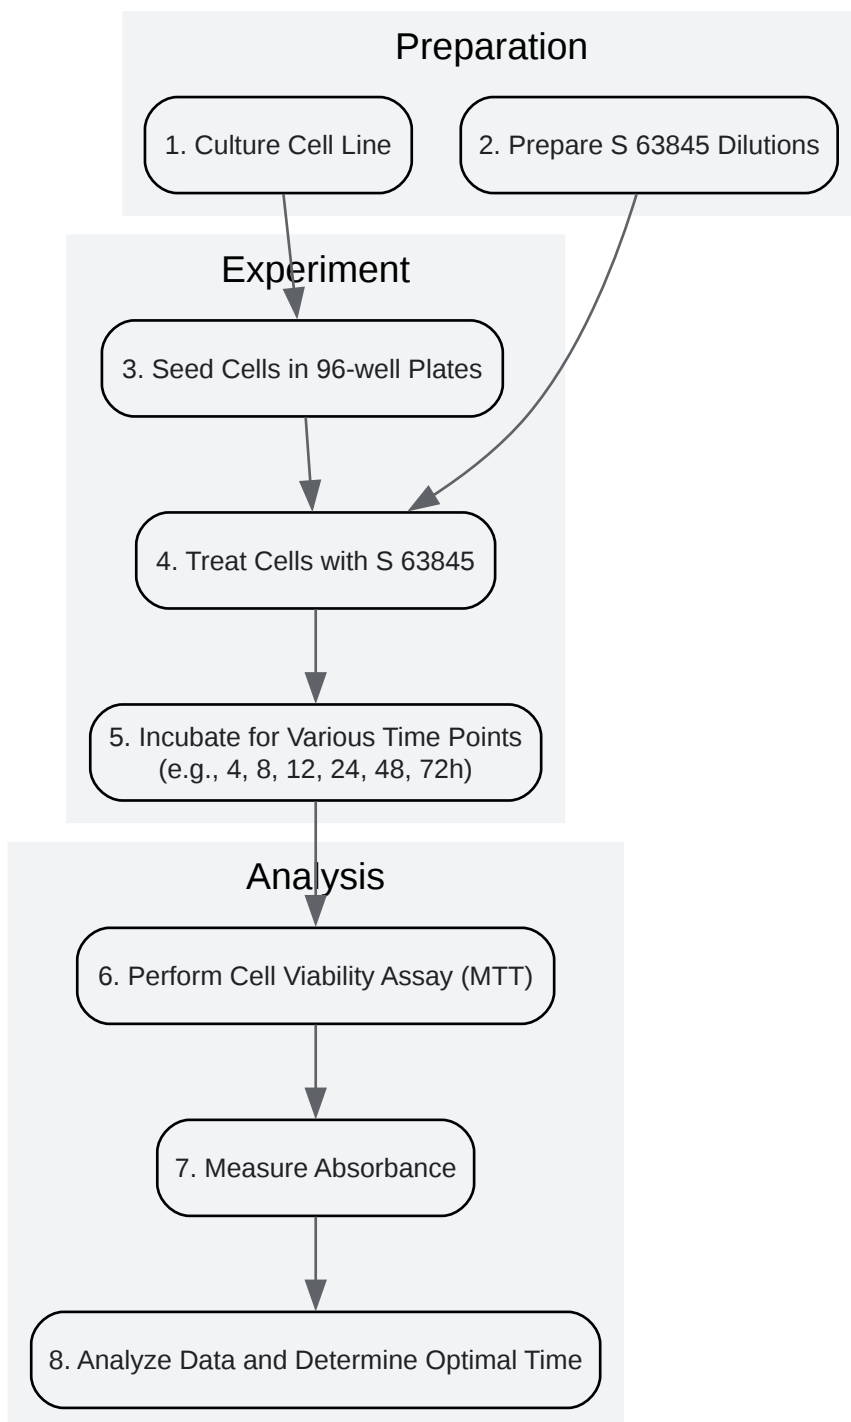 Preparation
1. Culture Cell Line
2. Prepare S 63845 Dilutions
Experiment
3. Seed Cells in 96-well Plates
4. Treat Cells with S 63845
5. Incubate for Various Time Points
(e.g., 4, 8, 12, 24, 48, 72h)
Analysis
6. Perform Cell Viability Assay (MTT)
7. Measure Absorbance
8. Analyze Data and Determine Optimal Time